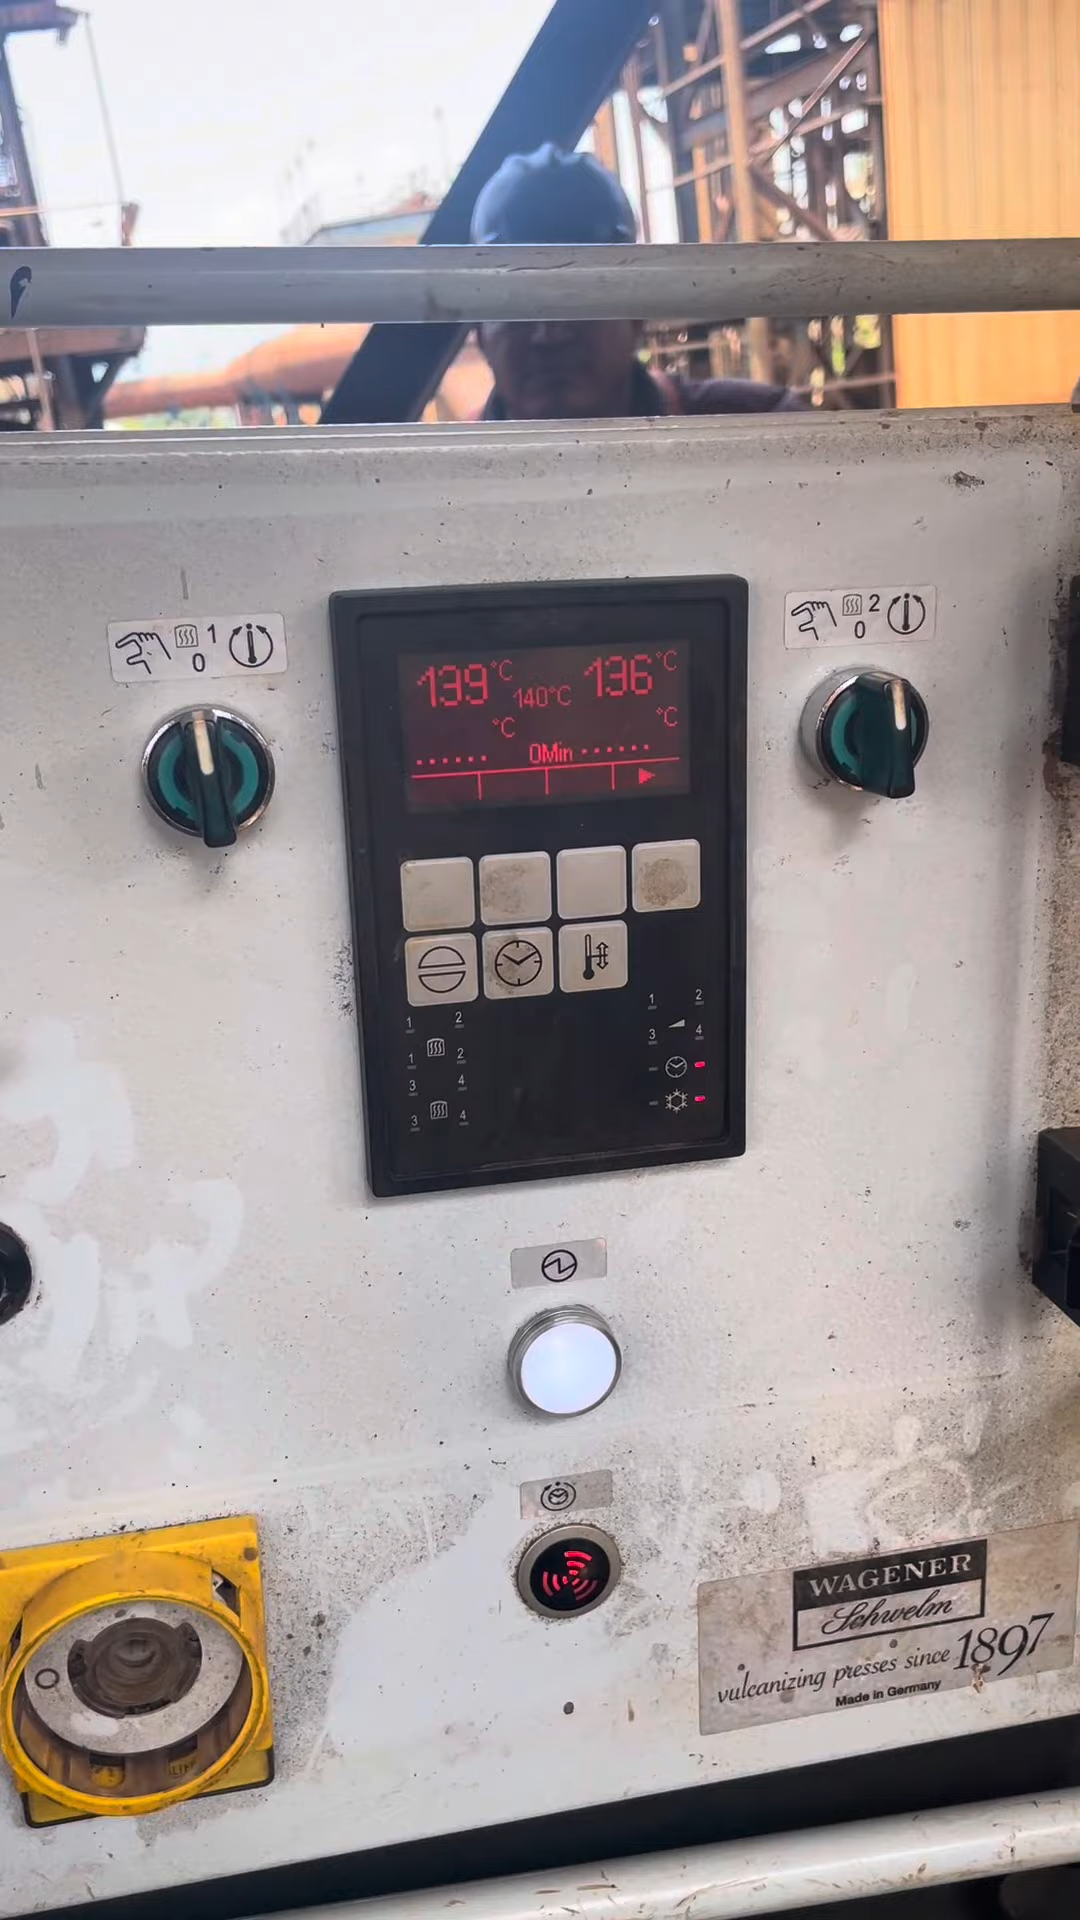 1
0
2
0
139°C 140°C 136°C
°C °C
0Min
1 2
1 2
3 4
3 4
1 2
3 4
WAGENER
Schwelm
vulcanizing presses since 1897
Made in Germany